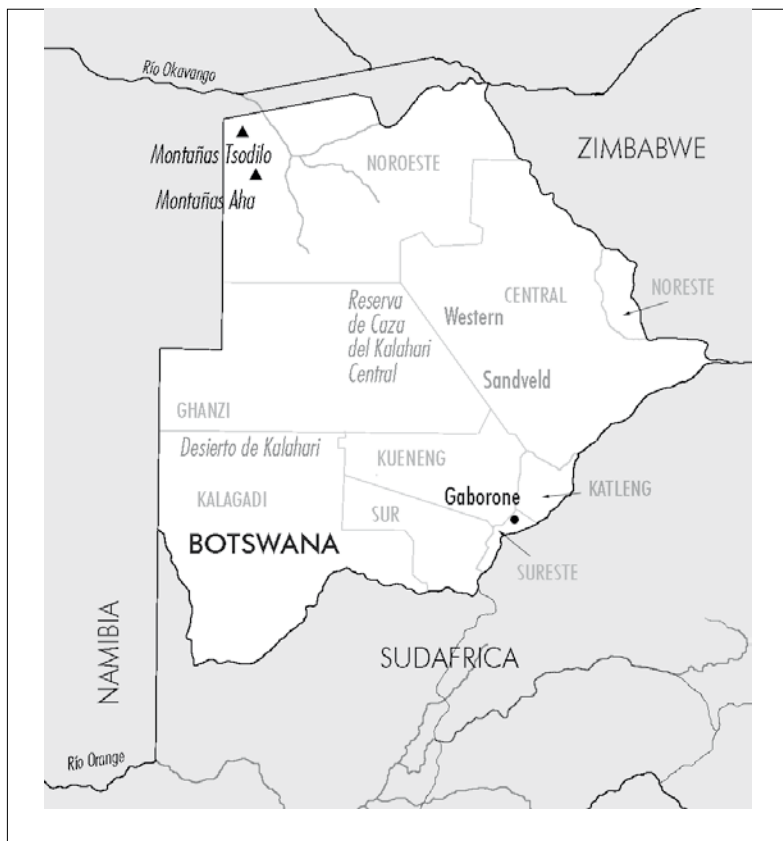 Río Okavango
Montañas Tsodilo
Montañas Aha
NOROESTE
ZIMBABWE
CENTRAL
NORESTE
Reserva
de Caza
del Kalahari
Central
Western
Sandveld
GHANZI
Desierto de Kalahari
KUENENG
KALAGADI
Gaborone
KATLENG
SUR
BOTSWANA
SURESTE
NAMIBIA
SUDAFRICA
Río Orange